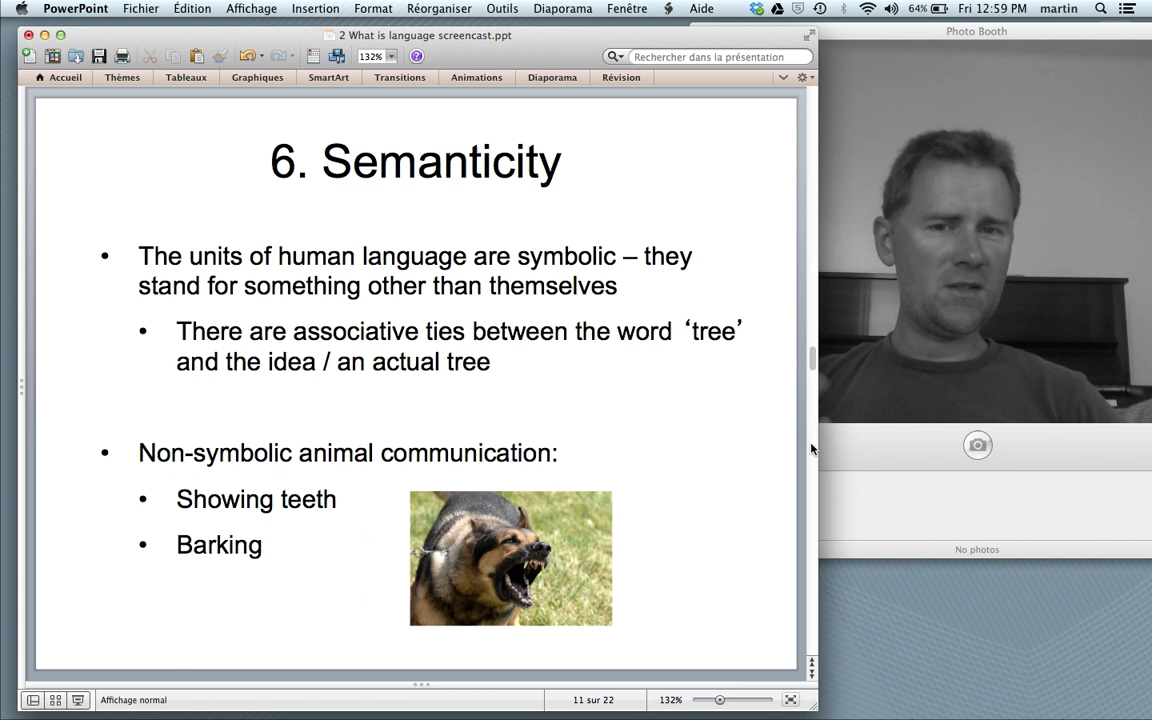 PowerPoint Fichier Édition Affichage Insertion Format Réorganiser Outils Diaporama Fenêtre Aide 64% Fri 12:59 PM martin
Photo Booth
2 What is language screencast.ppt
132% Rechercher dans la présentation
Accueil Thèmes Tableaux Graphiques SmartArt Transitions Animations Diaporama Révision
6. Semanticity
• The units of human language are symbolic – they
stand for something other than themselves
• There are associative ties between the word ‘tree’
and the idea / an actual tree
• Non-symbolic animal communication:
• Showing teeth
• Barking
No photos
Affichage normal 11 sur 22 132%